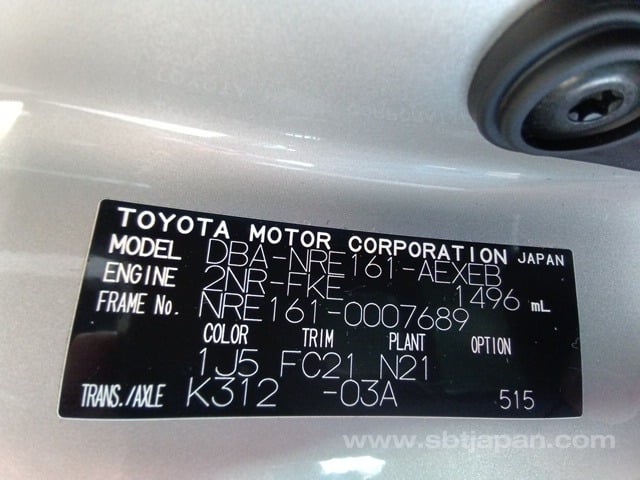 TOYOTA MOTOR CORPORATION JAPAN
MODEL DBA-NRE161-AEXEB
ENGINE 2NR-FKE 1496 mL
FRAME No. NRE161-0007689
COLOR TRIM PLANT OPTION
1J5 FC21 N21
TRANS./AXLE K312 -03A 515
www.sbtjapan.com